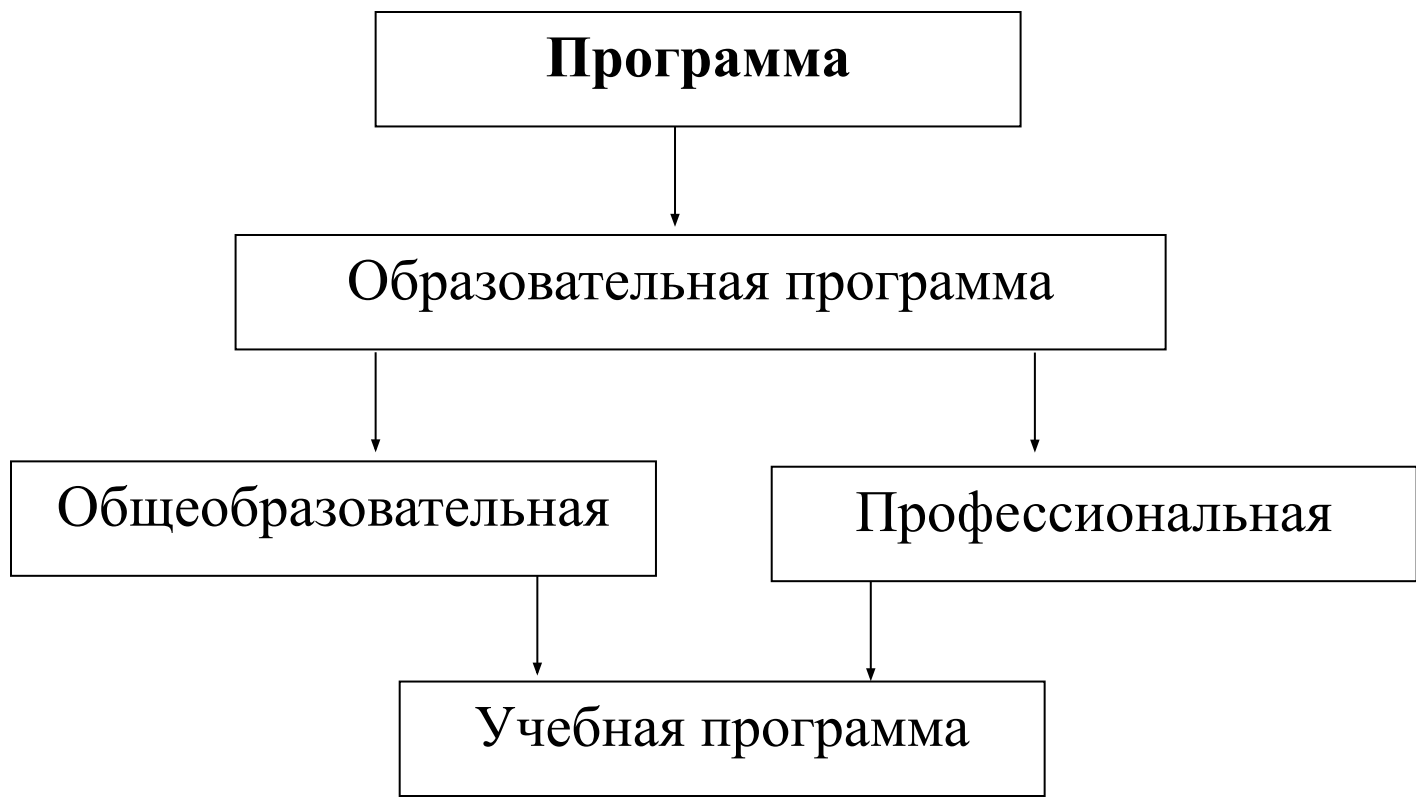 Программа
Образовательная программа
Общеобразовательная
Профессиональная
Учебная программа